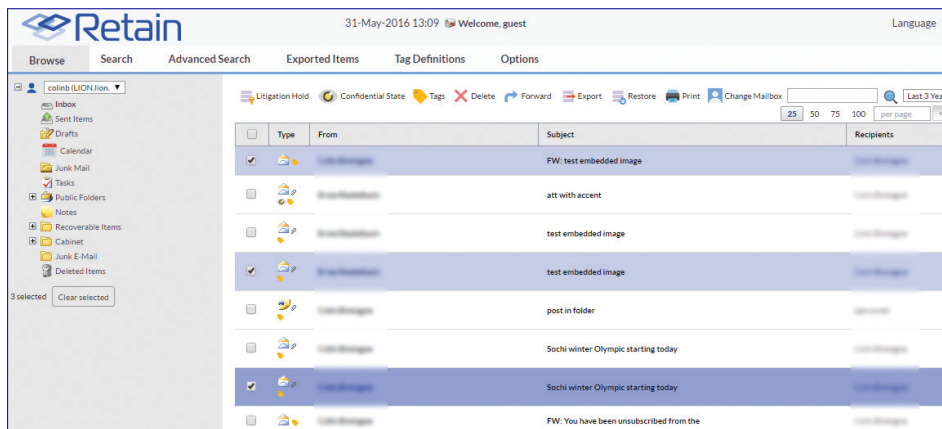 Retain
31-May-2016 13:09 Welcome, guest
Language
Browse Search Advanced Search Exported Items Tag Definitions Options
colinb (LION.lion.
Inbox
Sent Items
Drafts
Calendar
Junk Mail
Tasks
Public Folders
Notes
Recoverable Items
Cabinet
Junk E-Mail
Deleted Items
3 selected Clear selected
Litigation Hold Confidential State Tags Delete Forward Export Restore Print Change Mailbox Last 3 Yea
25 50 75 100 per page
Type From Subject Recipients
FW: test embedded image
att with accent
test embedded image
test embedded image
post in folder
Sochi winter Olympic starting today
Sochi winter Olympic starting today
FW: You have been unsubscribed from the